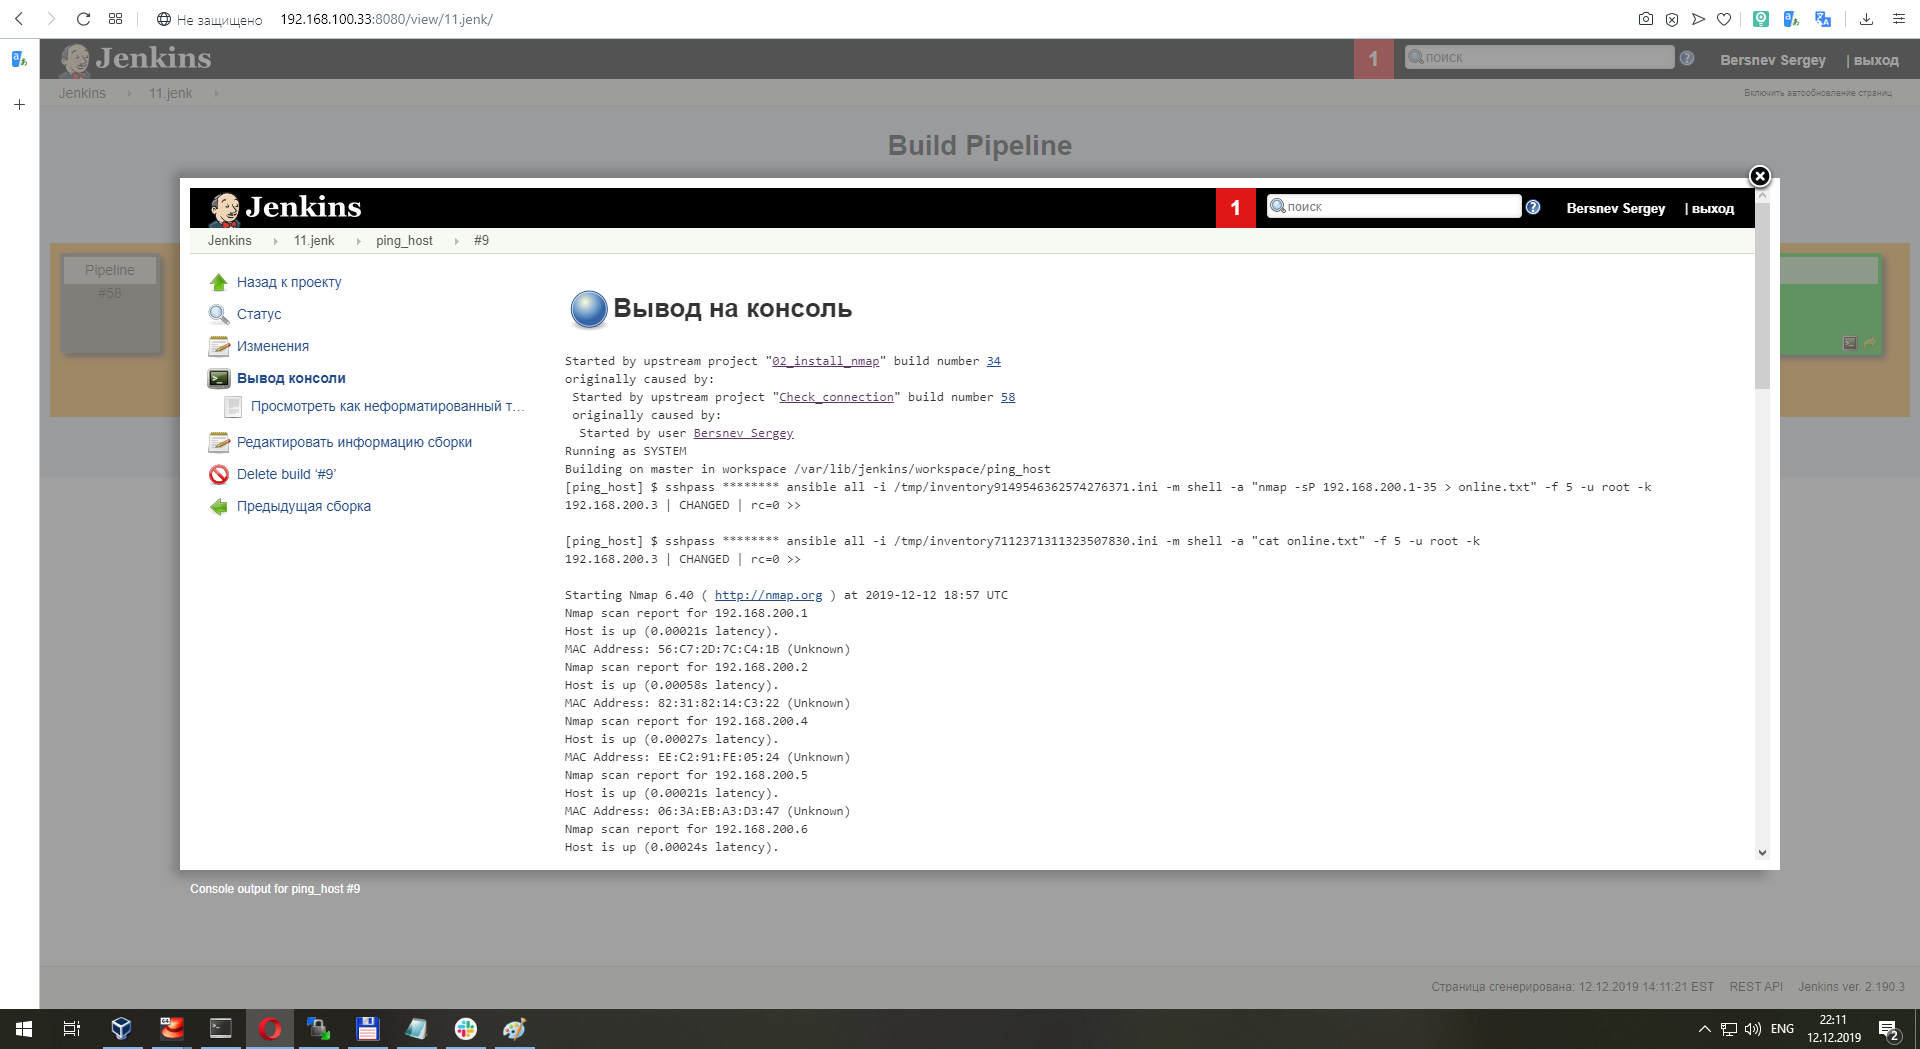 Не защищено 192.168.100.33:8080/view/11.jenk/
Jenkins
1
поиск
Bersnev Sergey
| выход
Jenkins
11.jenk
Включить автообновление страниц
Build Pipeline
Pipeline
#58
Jenkins
1
поиск
Bersnev Sergey
| выход
Jenkins
11.jenk
ping_host
#9
Назад к проекту
Статус
Изменения
Вывод консоли
Просмотреть как неформатированный т...
Редактировать информацию сборки
Delete build ‘#9’
Предыдущая сборка
Вывод на консоль
Started by upstream project "02_install_nmap" build number 34
originally caused by:
Started by upstream project "Check_connection" build number 58
originally caused by:
Started by user Bersnev Sergey
Running as SYSTEM
Building on master in workspace /var/lib/jenkins/workspace/ping_host
[ping_host] $ sshpass ******** ansible all -i /tmp/inventory9149546362574276371.ini -m shell -a "nmap -sP 192.168.200.1-35 > online.txt" -f 5 -u root -k
192.168.200.3 | CHANGED | rc=0 >>
[ping_host] $ sshpass ******** ansible all -i /tmp/inventory7112371311323507830.ini -m shell -a "cat online.txt" -f 5 -u root -k
192.168.200.3 | CHANGED | rc=0 >>
Starting Nmap 6.40 ( http://nmap.org ) at 2019-12-12 18:57 UTC
Nmap scan report for 192.168.200.1
Host is up (0.00021s latency).
MAC Address: 56:C7:2D:7C:C4:1B (Unknown)
Nmap scan report for 192.168.200.2
Host is up (0.00058s latency).
MAC Address: 82:31:82:14:C3:22 (Unknown)
Nmap scan report for 192.168.200.4
Host is up (0.00027s latency).
MAC Address: EE:C2:91:FE:05:24 (Unknown)
Nmap scan report for 192.168.200.5
Host is up (0.00021s latency).
MAC Address: 06:3A:EB:A3:D3:47 (Unknown)
Nmap scan report for 192.168.200.6
Host is up (0.00024s latency).
Console output for ping_host #9
Страница сгенерирована: 12.12.2019 14:11:21 EST
REST API
Jenkins ver. 2.190.3
ENG
22:11
12.12.2019
2